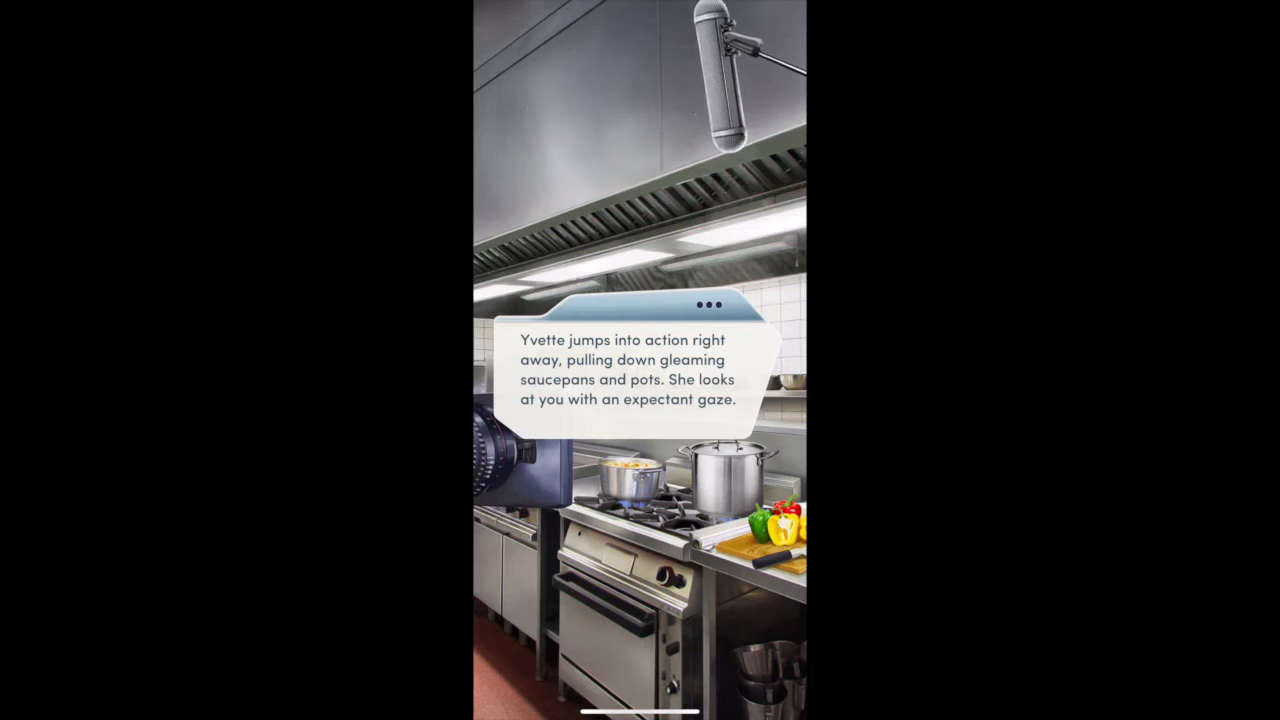 Yvette jumps into action right
away, pulling down gleaming
saucepans and pots. She looks
at you with an expectant gaze.